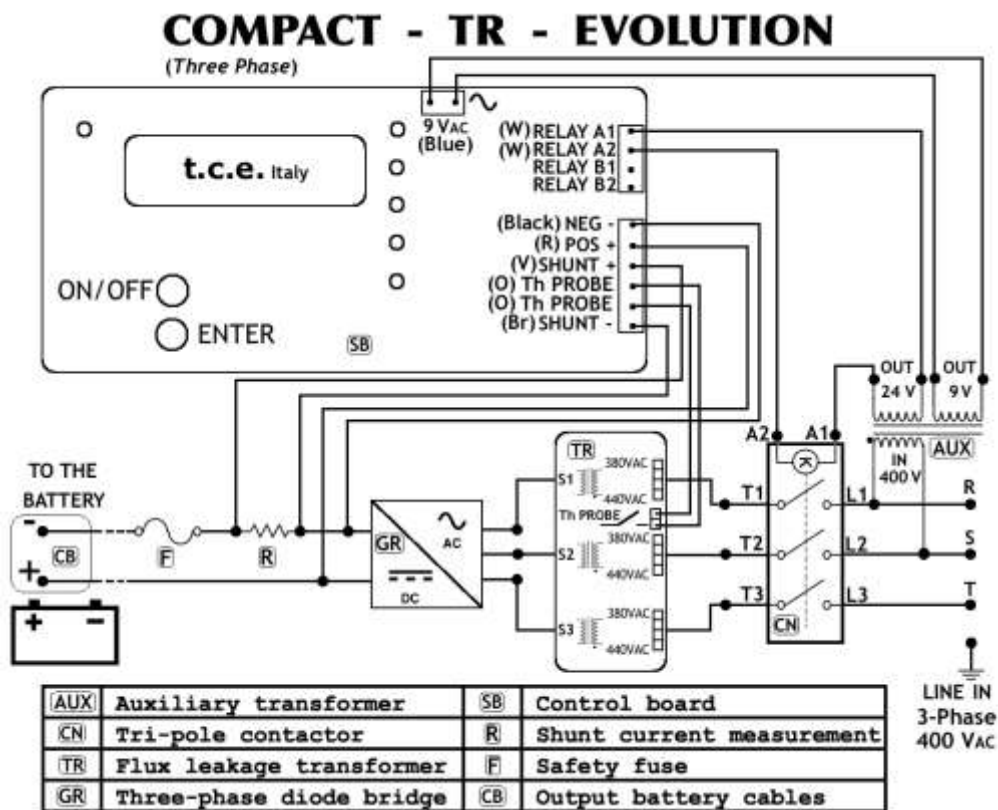 COMPACT - TR - EVOLUTION
(Three Phase)
9 VAC
(Blue)
(W) RELAY A1
(W) RELAY A2
RELAY B1
RELAY B2
t.c.e. Italy
(Black) NEG -
(R) POS +
(V) SHUNT +
(O) Th PROBE
(O) Th PROBE
(Br) SHUNT -
ON/OFF
ENTER
SB
OUT
24 V
OUT
9 V
A2
A1
K
AUX
IN
400 V
TO THE
BATTERY
-
CB
+
+ -
F
R
GR
AC
DC
TR
380VAC
S1
440VAC
Th PROBE
380VAC
S2
440VAC
380VAC
S3
440VAC
T1
L1
R
T2
L2
S
T3
L3
T
CN
LINE IN
3-Phase
400 VAC
AUX Auxiliary transformer SB Control board
CN Tri-pole contactor R Shunt current measurement
TR Flux leakage transformer F Safety fuse
GR Three-phase diode bridge CB Output battery cables